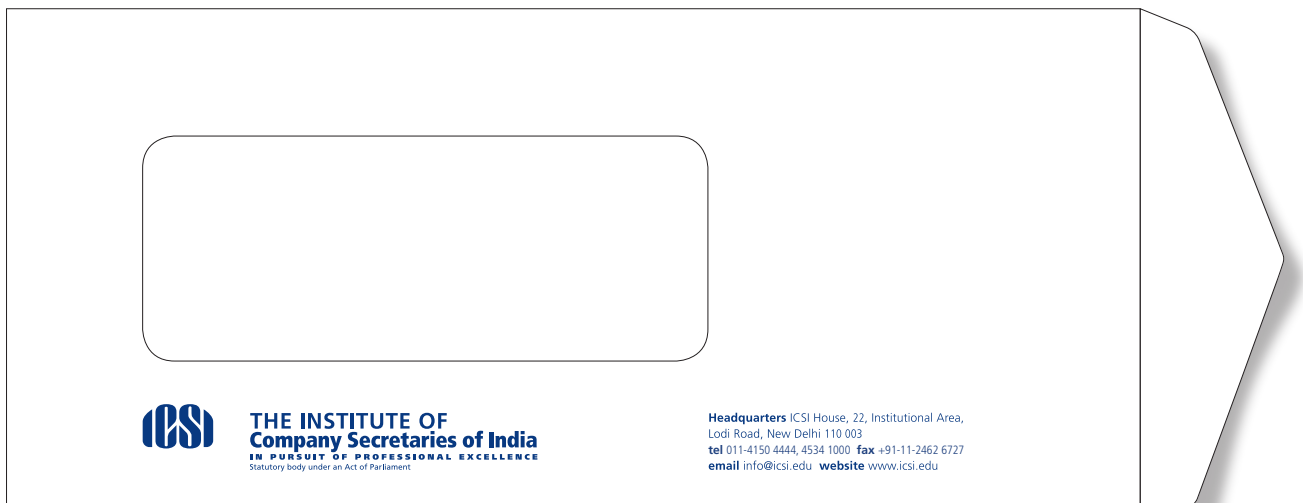 ICSI
THE INSTITUTE OF
Company Secretaries of India
IN PURSUIT OF PROFESSIONAL EXCELLENCE
Statutory body under an Act of Parliament
Headquarters ICSI House, 22, Institutional Area,
Lodi Road, New Delhi 110 003
tel 011-4150 4444, 4534 1000 fax +91-11-2462 6727
email info@icsi.edu website www.icsi.edu